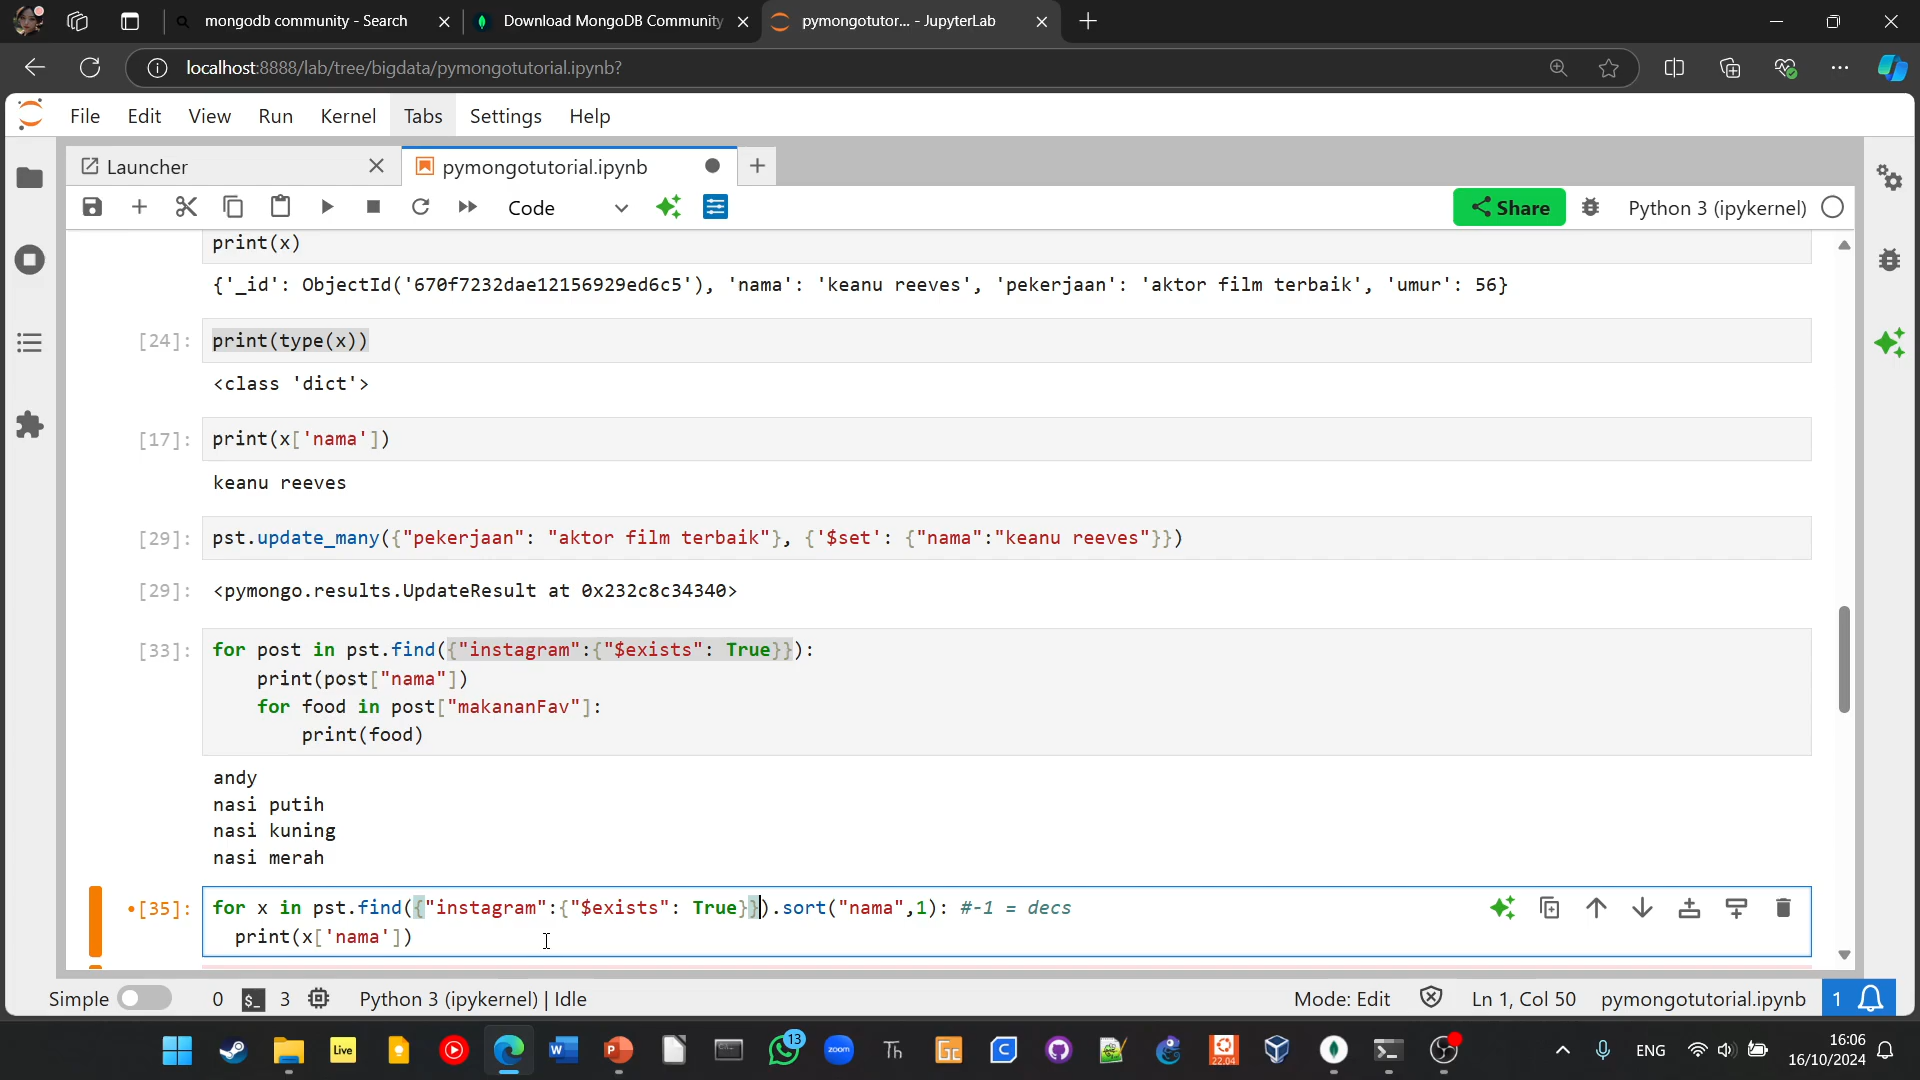 mongodb community - Search
Download MongoDB Community
pymongotutor... - JupyterLab
localhost:8888/lab/tree/bigdata/pymongotutorial.ipynb?
File Edit View Run Kernel Tabs Settings Help
Launcher
pymongotutorial.ipynb
Code
Share
Python 3 (ipykernel)
print(x)
{'_id': ObjectId('670f7232dae12156929ed6c5'), 'nama': 'keanu reeves', 'pekerjaan': 'aktor film terbaik', 'umur': 56}
[24]: print(type(x))
<class 'dict'>
[17]: print(x['nama'])
keanu reeves
[29]: pst.update_many({"pekerjaan": "aktor film terbaik"}, {'$set': {"nama":"keanu reeves"}})
[29]: <pymongo.results.UpdateResult at 0x232c8c34340>
[33]: for post in pst.find({"instagram":{"$exists": True}}):
print(post["nama"])
for food in post["makananFav"]:
print(food)
andy
nasi putih
nasi kuning
nasi merah
•[35]: for x in pst.find({"instagram":{"$exists": True}}).sort("nama",1): #-1 = decs
print(x['nama'])
Simple 0 $_ 3 Python 3 (ipykernel) | Idle Mode: Edit Ln 1, Col 50 pymongotutorial.ipynb 1
Live
W
P
13
zoom
Th
Gc
22.04
ENG
16:06
16/10/2024